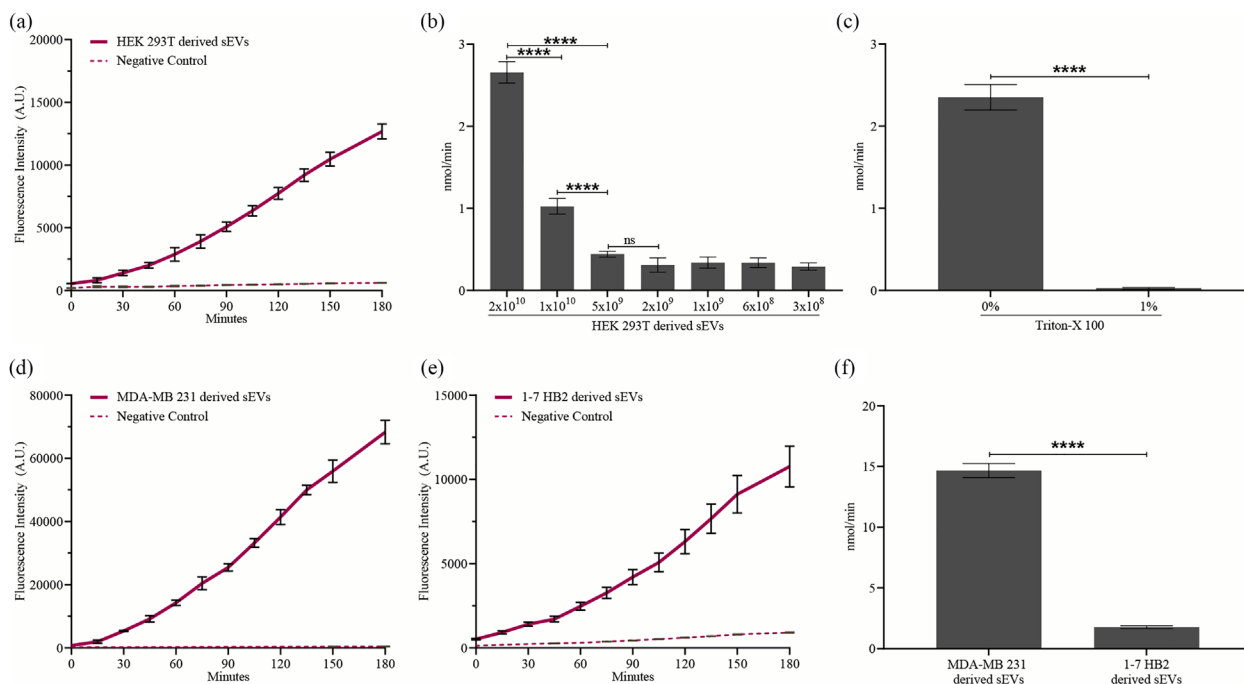 (a)
HEK 293T derived sEVs
Negative Control
Fluorescence Intensity (A.U.)
20000
15000
10000
5000
0
0 30 60 90 120 150 180
Minutes
(b)
nmol/min
3
2
1
0
****
****
****
ns
2x10¹⁰ 1x10¹⁰ 5x10⁹ 2x10⁹ 1x10⁹ 6x10⁸ 3x10⁸
HEK 293T derived sEVs
(c)
nmol/min
3
2
1
0
****
0% 1%
Triton-X 100
(d)
MDA-MB 231 derived sEVs
Negative Control
Fluorescence Intensity (A.U.)
80000
60000
40000
20000
0
0 30 60 90 120 150 180
Minutes
(e)
1-7 HB2 derived sEVs
Negative Control
Fluorescence Intensity (A.U.)
15000
10000
5000
0
0 30 60 90 120 150 180
Minutes
(f)
nmol/min
20
15
10
5
0
****
MDA-MB 231
derived sEVs
1-7 HB2
derived sEVs